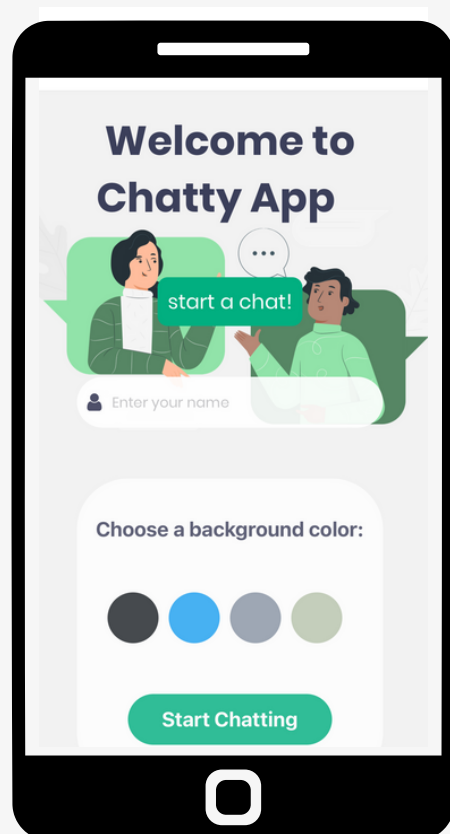 Welcome to
Chatty App
start a chat!
Enter your name
Choose a background color:
Start Chatting